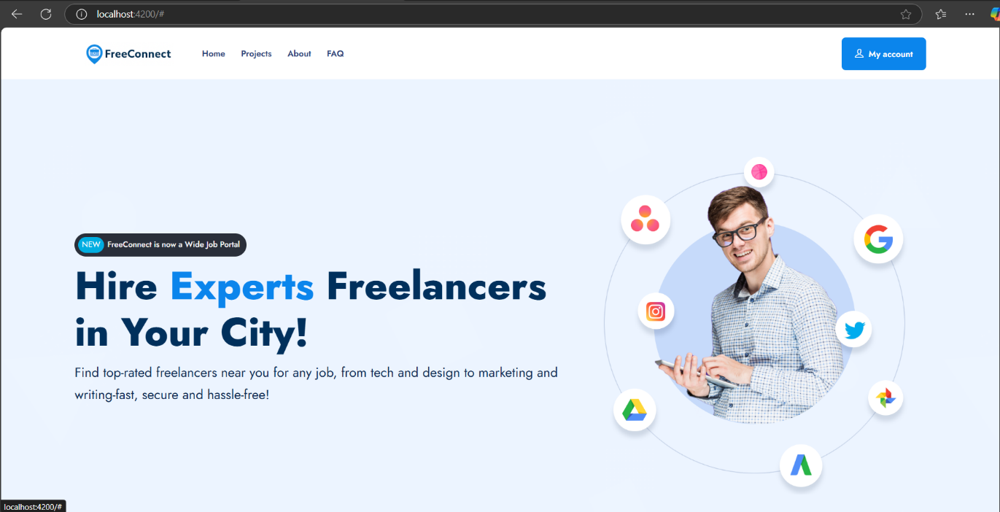 localhost:4200/#
FreeConnect Home Projects About FAQ My account
NEW FreeConnect is now a Wide Job Portal
Hire Experts Freelancers
in Your City!
Find top-rated freelancers near you for any job, from tech and design to marketing and
writing-fast, secure and hassle-free!
localhost:4200/#